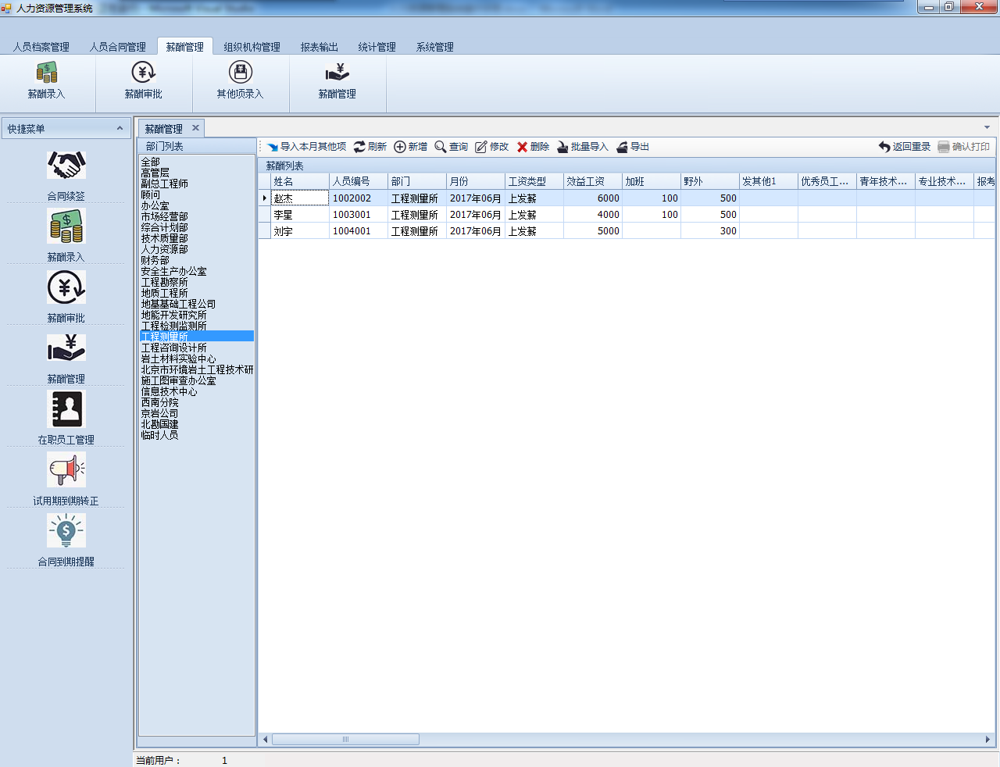 人力资源管理系统
人员档案管理 人员合同管理 薪酬管理 组织机构管理 报表输出 统计管理 系统管理
薪酬录入 薪酬审批 其他项录入 薪酬管理
快捷菜单
合同续签
薪酬录入
薪酬审批
薪酬管理
在职员工管理
试用期到期转正
合同到期提醒
薪酬管理
部门列表
全部
高管层
副总工程师
顾问
办公室
市场经营部
综合计划部
技术质量部
人力资源部
财务部
安全生产办公室
工程勘察所
地质工程所
地基基础工程公司
地能开发研究所
工程检测监测所
工程测量所
工程咨询设计所
岩土材料实验中心
北京市环境岩土工程技术研
施工图审查办公室
信息技术中心
西南分院
京岩公司
北勘国建
临时人员
导入本月其他项 刷新 新增 查询 修改 删除 批量导入 导出 返回重录 确认打印
薪酬列表
姓名 人员编号 部门 月份 工资类型 效益工资 加班 野外 发其他1 优秀员工... 青年技术... 专业技术... 报考
赵杰 1002002 工程测量所 2017年06月 上发薪 6000 100 500
李星 1003001 工程测量所 2017年06月 上发薪 4000 100 500
刘宇 1004001 工程测量所 2017年06月 上发薪 5000 300
当前用户： 1